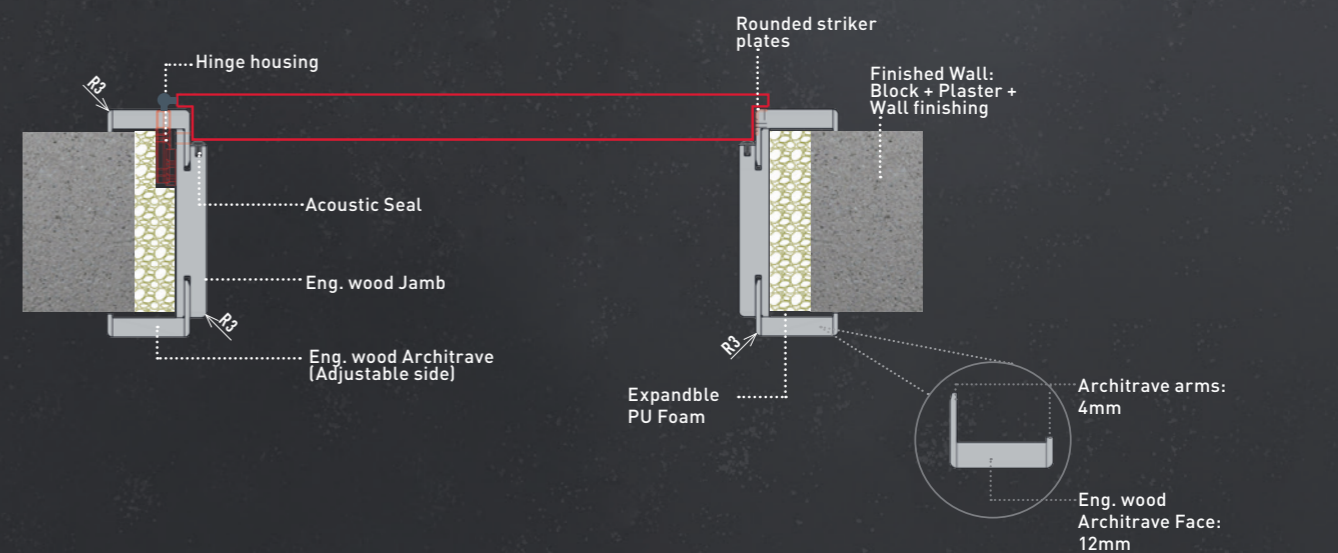 Rounded striker
plates
Hinge housing
Finished Wall:
Block + Plaster +
Wall finishing
R3
Acoustic Seal
Eng. wood Jamb
R3
R3
Eng. wood Architrave
(Adjustable side)
Expandble
PU Foam
Architrave arms:
4mm
Eng. wood
Architrave Face:
12mm